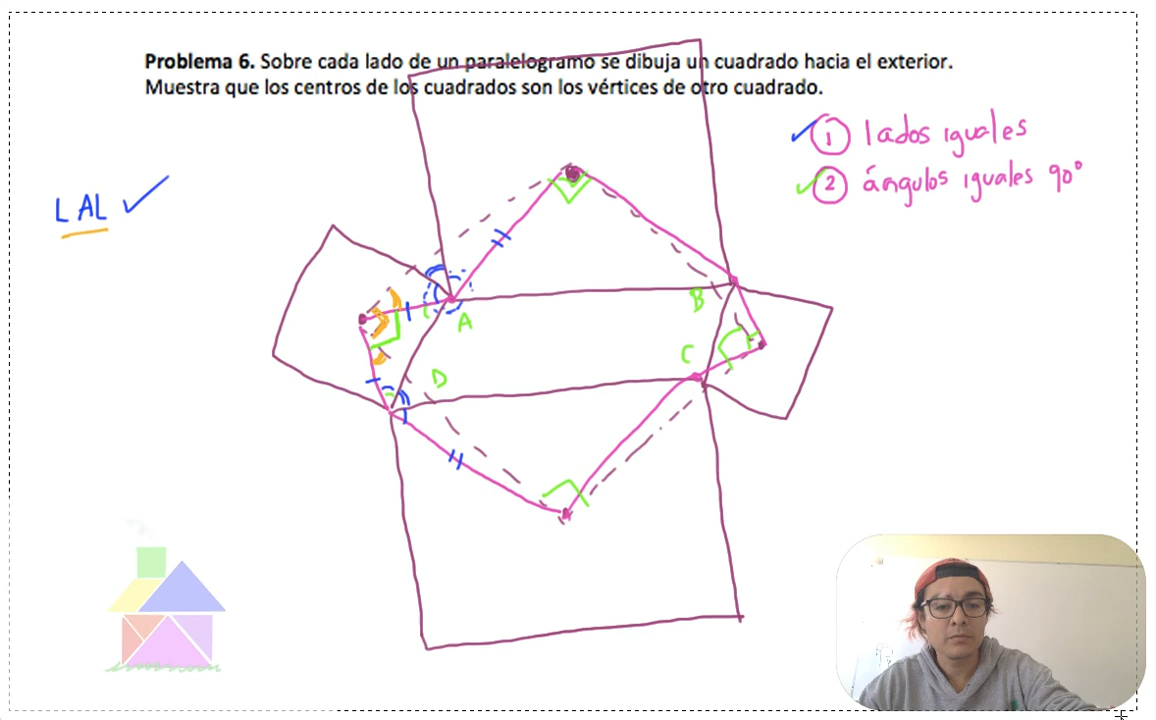 Problema 6. Sobre cada lado de un paralelogramo se dibuja un cuadrado hacia el exterior.
Muestra que los centros de los cuadrados son los vértices de otro cuadrado.
1 lados iguales
2 ángulos iguales 90°
LAL
B
A
C
D